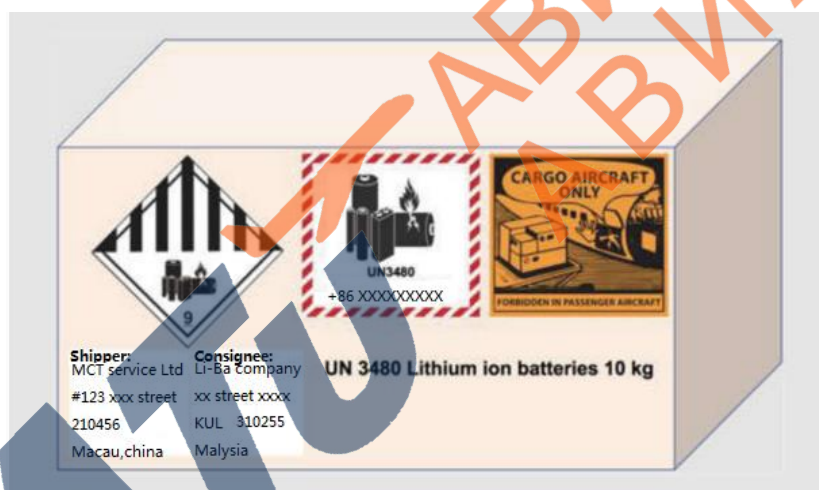 CARGO AIRCRAFT
ONLY
FORBIDDEN IN PASSENGER AIRCRAFT
UN3480
+86 XXXXXXXXX
9
Shipper:
MCT service Ltd
#123 xxx street
210456
Macau,china
Consignee:
Li-Ba company
xx street xxxx
KUL 310255
Malysia
UN 3480 Lithium ion batteries 10 kg
АВИА
АВИА